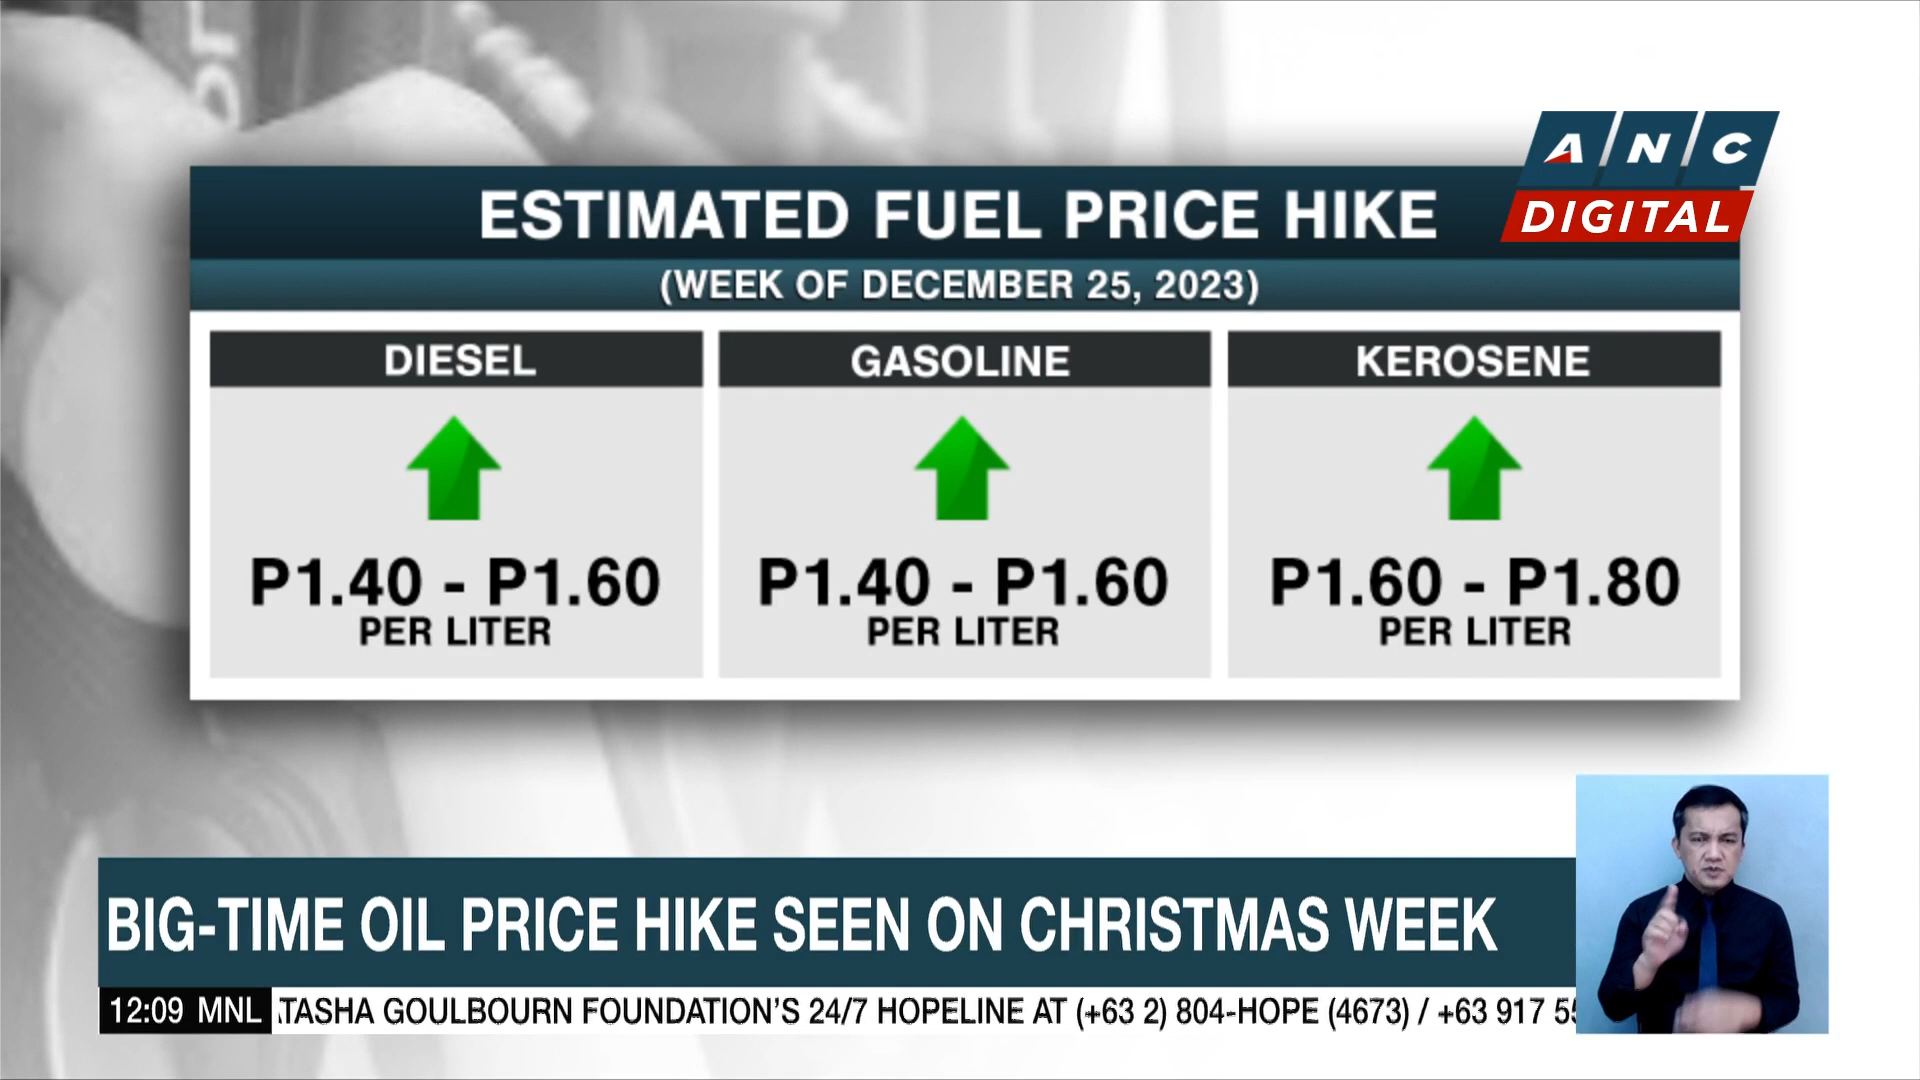 ANC
DIGITAL
ESTIMATED FUEL PRICE HIKE
(WEEK OF DECEMBER 25, 2023)
DIESEL
P1.40 - P1.60
PER LITER
GASOLINE
P1.40 - P1.60
PER LITER
KEROSENE
P1.60 - P1.80
PER LITER
BIG-TIME OIL PRICE HIKE SEEN ON CHRISTMAS WEEK
12:09 MNL
TASHA GOULBOURN FOUNDATION'S 24/7 HOPELINE AT (+63 2) 804-HOPE (4673) / +63 917